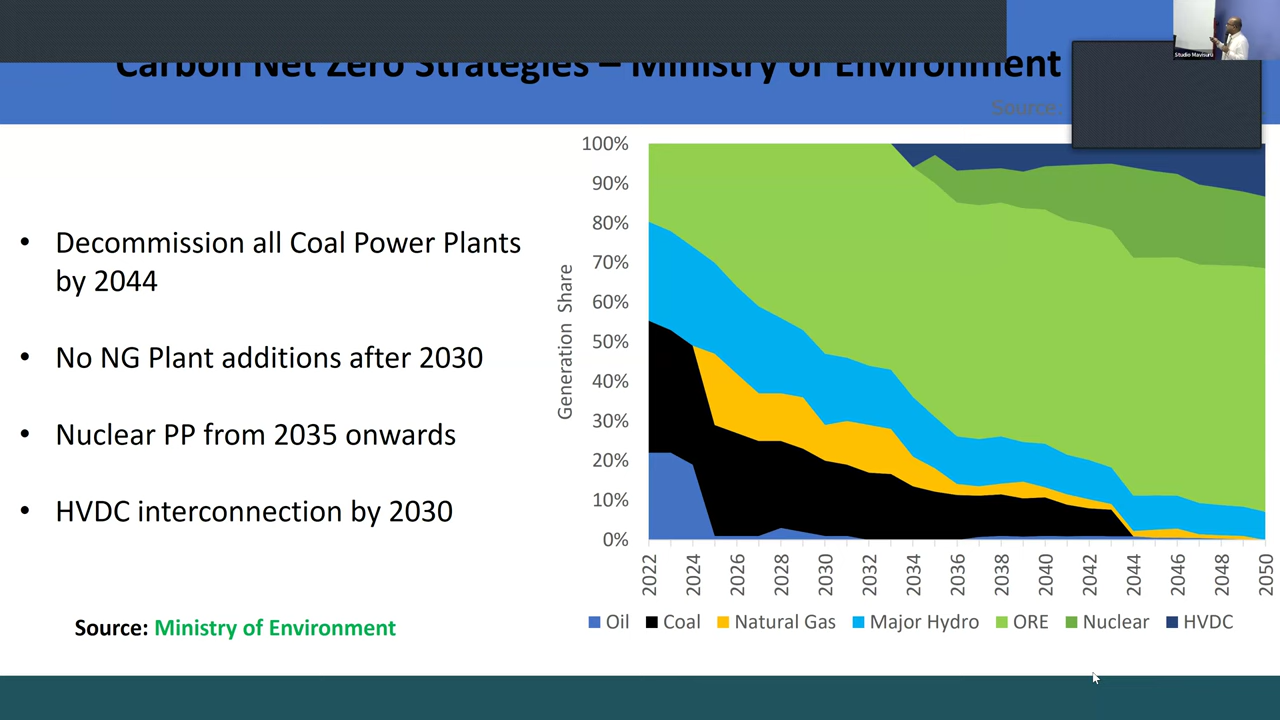 Carbon Net Zero Strategies – Ministry of Environment
Source:
Studio Mavisuru
• Decommission all Coal Power Plants
by 2044
• No NG Plant additions after 2030
• Nuclear PP from 2035 onwards
• HVDC interconnection by 2030
Source: Ministry of Environment
Generation Share
100%
90%
80%
70%
60%
50%
40%
30%
20%
10%
0%
2022 2024 2026 2028 2030 2032 2034 2036 2038 2040 2042 2044 2046 2048 2050
Oil Coal Natural Gas Major Hydro ORE Nuclear HVDC